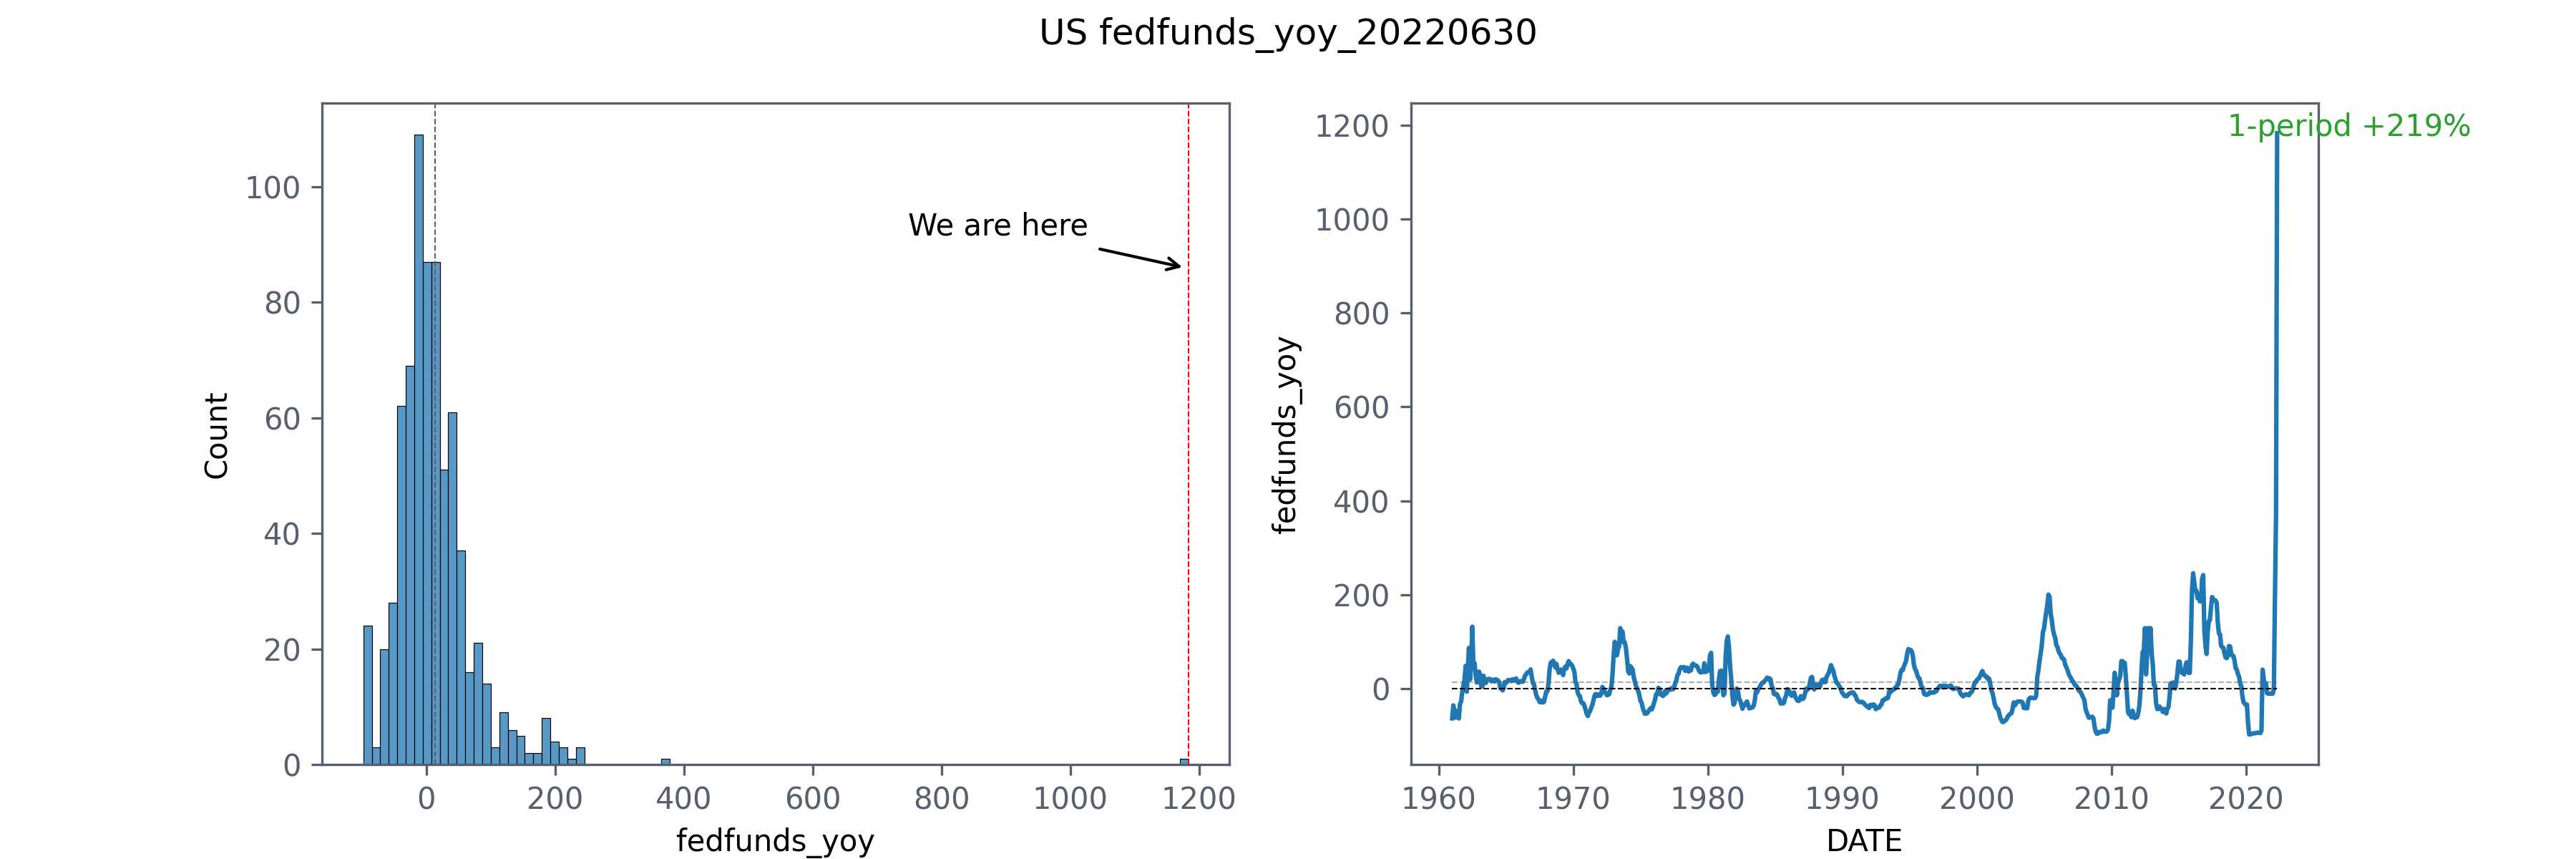 US fedfunds_yoy_20220630
Count
100
80
60
40
20
0
We are here
0 200 400 600 800 1000 1200
fedfunds_yoy
fedfunds_yoy
1200
1000
800
600
400
200
0
1-period +219%
1960 1970 1980 1990 2000 2010 2020
DATE